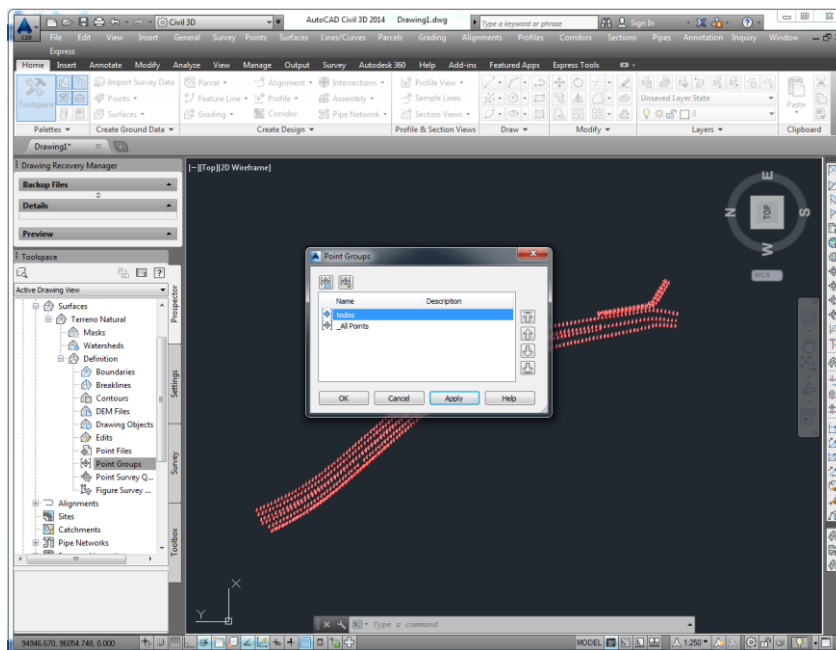 Civil 3D AutoCAD Civil 3D 2014 Drawing1.dwg Type a keyword or phrase Sign In
File Edit View Insert General Survey Points Surfaces Lines/Curves Parcels Grading Alignments Profiles Corridors Sections Pipes Annotation Inquiry Window
Express
Home Insert Annotate Modify Analyze View Manage Output Survey Autodesk 360 Help Add-ins Featured Apps Express Tools
Toolspace
Import Survey Data
Points
Surfaces
Parcel
Feature Line
Grading
Alignment
Profile
Corridor
Intersections
Assembly
Pipe Network
Profile View
Sample Lines
Section Views
Unsaved Layer State
0
Paste
Palettes Create Ground Data Create Design Profile & Section Views Draw Modify Layers Clipboard
Drawing1*
Drawing Recovery Manager
Backup Files
Details
Preview
Toolspace
Active Drawing View
Surfaces
Terreno Natural
Masks
Watersheds
Definition
Boundaries
Breaklines
Contours
DEM Files
Drawing Objects
Edits
Point Files
Point Groups
Point Survey Q...
Figure Survey ...
Alignments
Sites
Catchments
Pipe Networks
Prospector
Settings
Survey
Toolbox
[−][Top][2D Wireframe]
E
N TOP S
W
WCS
Point Groups
Name Description
todos
_All Points
OK Cancel Apply Help
X
Y
Type a command
94946.670, 96054.748, 0.000 MODEL 1:250